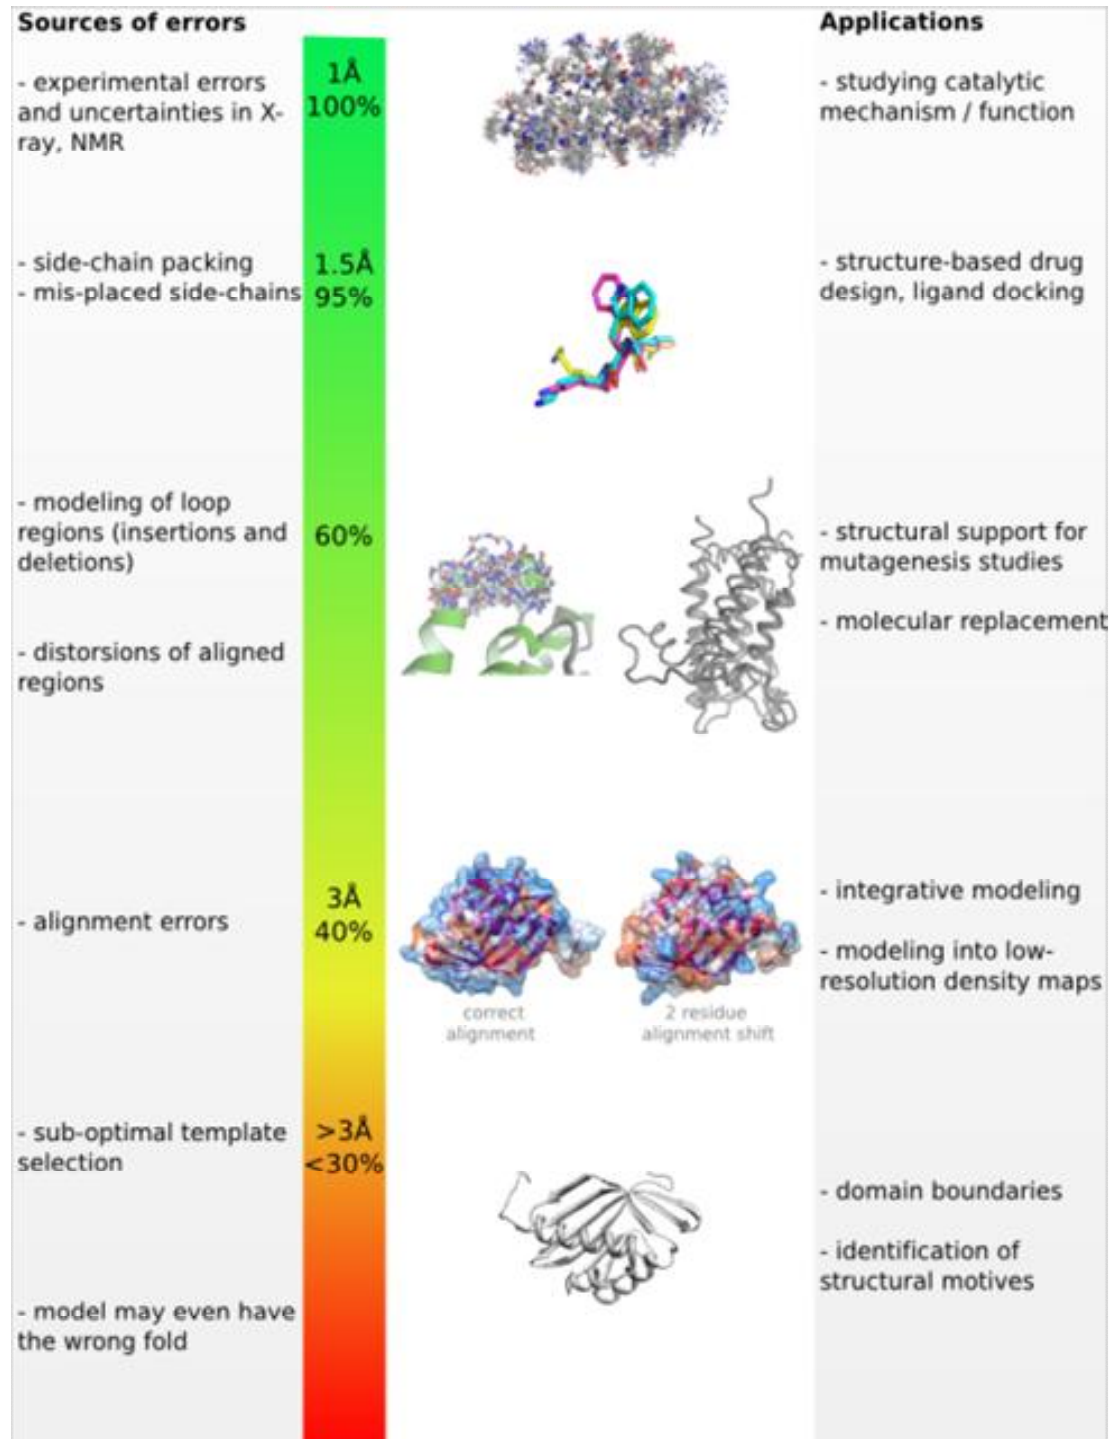 Sources of errors
Applications
- experimental errors
and uncertainties in X-
ray, NMR
1Å
100%
- studying catalytic
mechanism / function
- side-chain packing
- mis-placed side-chains
1.5Å
95%
- structure-based drug
design, ligand docking
- modeling of loop
regions (insertions and
deletions)
60%
- structural support for
mutagenesis studies
- molecular replacement
- distorsions of aligned
regions
- alignment errors
3Å
40%
correct
alignment
2 residue
alignment shift
- integrative modeling
- modeling into low-
resolution density maps
- sub-optimal template
selection
>3Å
<30%
- domain boundaries
- identification of
structural motives
- model may even have
the wrong fold